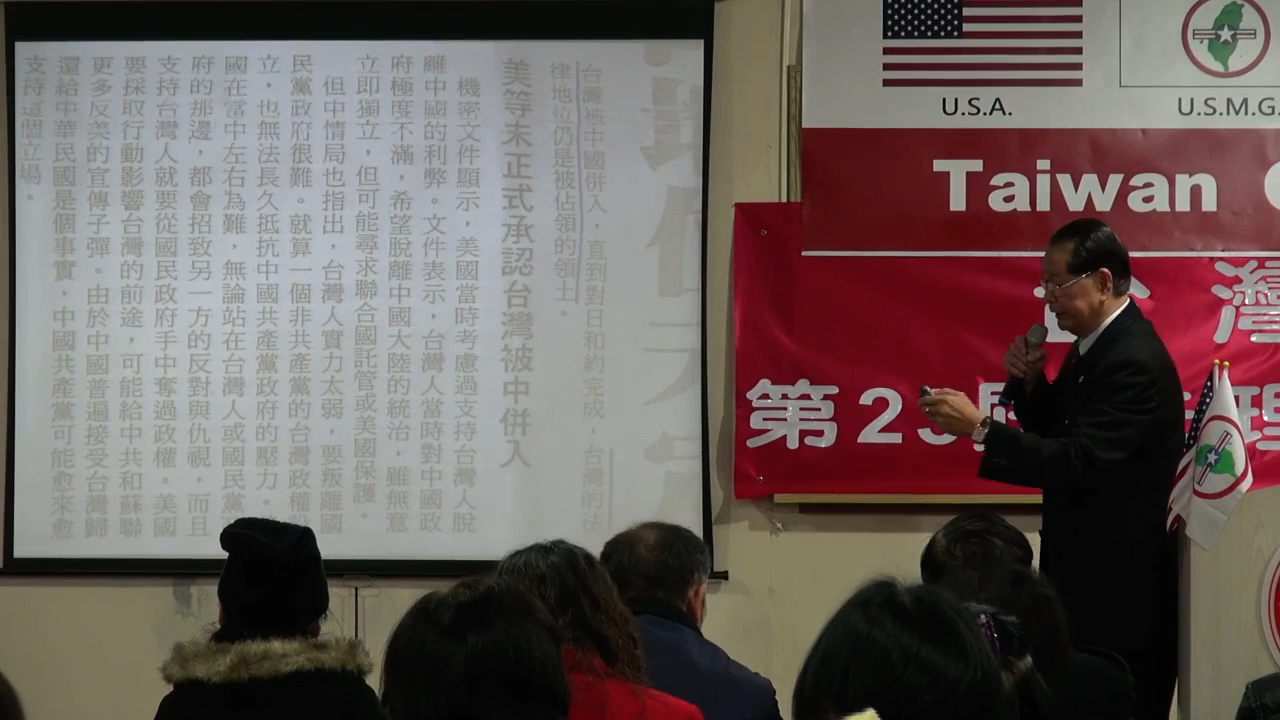 台灣被中國併入，直到對日和約完成，台灣的法
律地位仍是被佔領的領土。
美等未正式承認台灣被中併入
機密文件顯示，美國當時考慮過支持台灣人脫
離中國的利弊。文件表示，台灣人當時對中國政
府極度不滿，希望脫離中國大陸的統治，雖無意
立即獨立，但可能尋求聯合國託管或美國保護。
但中情局也指出，台灣人實力太弱，要叛離國
民黨政府很難。就算一個非共產黨的台灣政權
立，也無法長久抵抗中國共產黨政府的壓力。
國在當中左右為難，無論站在台灣人或國民黨
府的那邊，都會招致另一方的反對與仇視，而且
支持台灣人就要從國民政府手中奪過政權。美國
要採取行動影響台灣的前途，可能給中共和蘇聯
更多反美的宣傳子彈。由於中國普遍接受台灣歸
還給中華民國是個事實，中國共產黨可能愈來愈
支持這個立場。
U.S.A.
U.S.M.G.
Taiwan
灣
第25
理